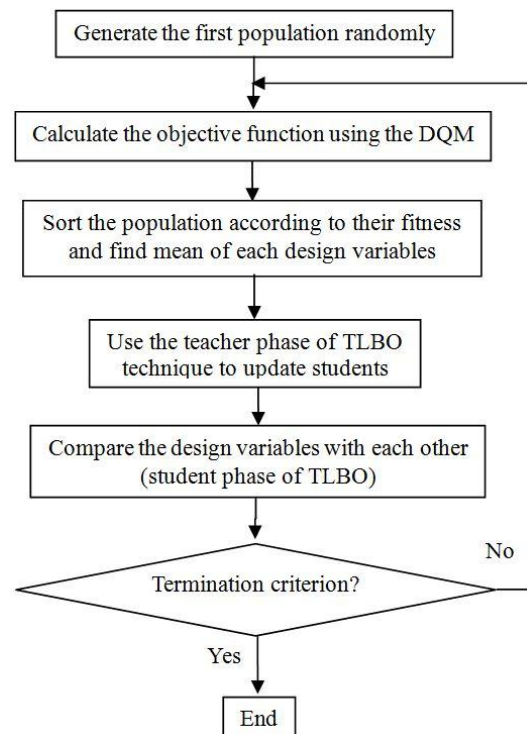 Generate the first population randomly
Calculate the objective function using the DQM
Sort the population according to their fitness
and find mean of each design variables
Use the teacher phase of TLBO
technique to update students
Compare the design variables with each other
(student phase of TLBO)
No
Termination criterion?
Yes
End